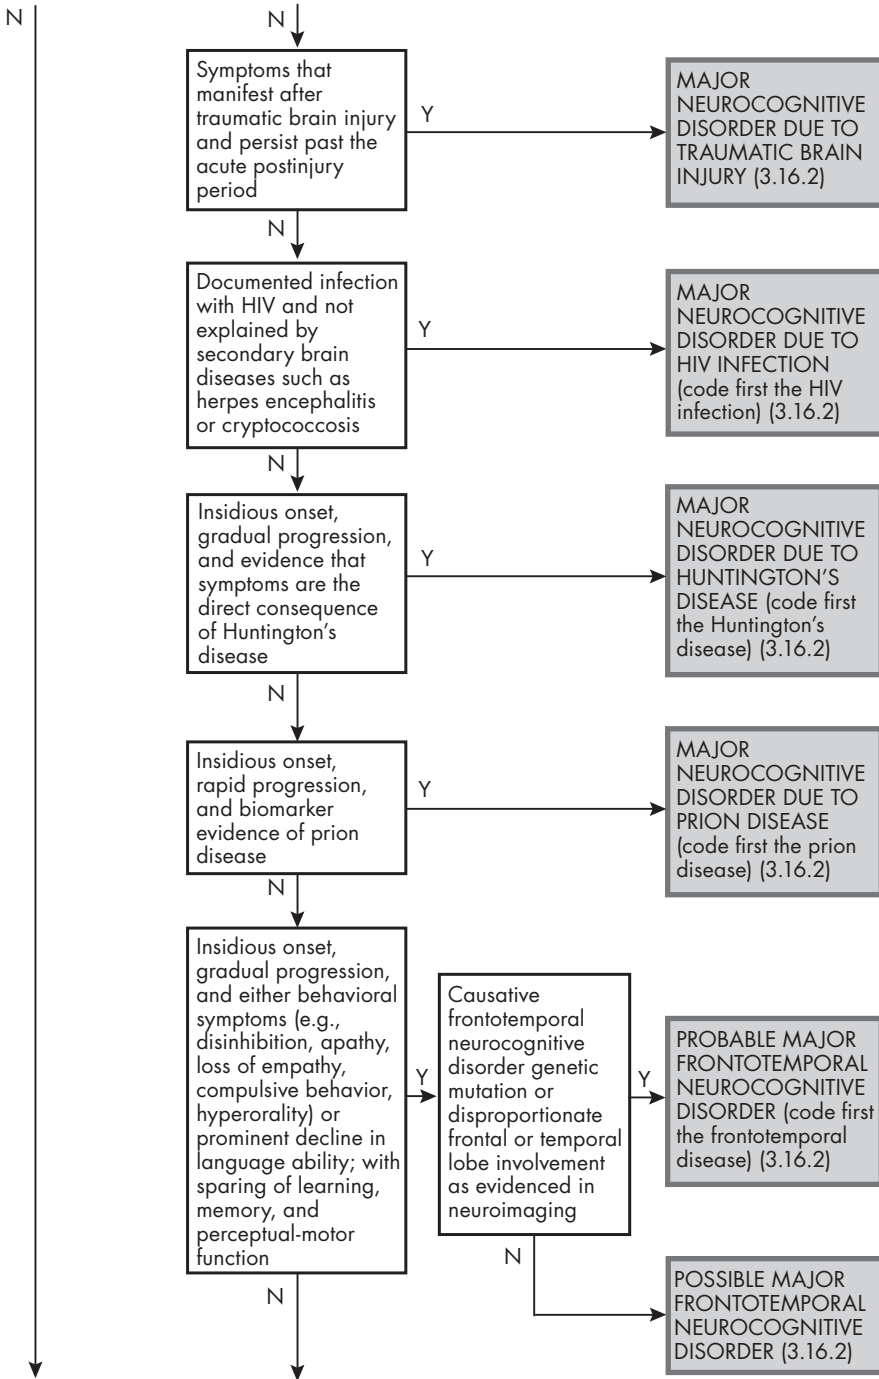 N
N
Symptoms that
manifest after
traumatic brain injury
and persist past the
acute postinjury
period
Y
MAJOR
NEUROCOGNITIVE
DISORDER DUE TO
TRAUMATIC BRAIN
INJURY (3.16.2)
N
Documented infection
with HIV and not
explained by
secondary brain
diseases such as
herpes encephalitis
or cryptococcosis
Y
MAJOR
NEUROCOGNITIVE
DISORDER DUE TO
HIV INFECTION
(code first the HIV
infection) (3.16.2)
N
Insidious onset,
gradual progression,
and evidence that
symptoms are the
direct consequence
of Huntington's
disease
Y
MAJOR
NEUROCOGNITIVE
DISORDER DUE TO
HUNTINGTON'S
DISEASE (code first
the Huntington's
disease) (3.16.2)
N
Insidious onset,
rapid progression,
and biomarker
evidence of prion
disease
Y
MAJOR
NEUROCOGNITIVE
DISORDER DUE TO
PRION DISEASE
(code first the prion
disease) (3.16.2)
N
Insidious onset,
gradual progression,
and either behavioral
symptoms (e.g.,
disinhibition, apathy,
loss of empathy,
compulsive behavior,
hyperorality) or
prominent decline in
language ability; with
sparing of learning,
memory, and
perceptual-motor
function
Y
Causative
frontotemporal
neurocognitive
disorder genetic
mutation or
disproportionate
frontal or temporal
lobe involvement
as evidenced in
neuroimaging
Y
PROBABLE MAJOR
FRONTOTEMPORAL
NEUROCOGNITIVE
DISORDER (code first
the frontotemporal
disease) (3.16.2)
N
POSSIBLE MAJOR
FRONTOTEMPORAL
NEUROCOGNITIVE
DISORDER (3.16.2)
N